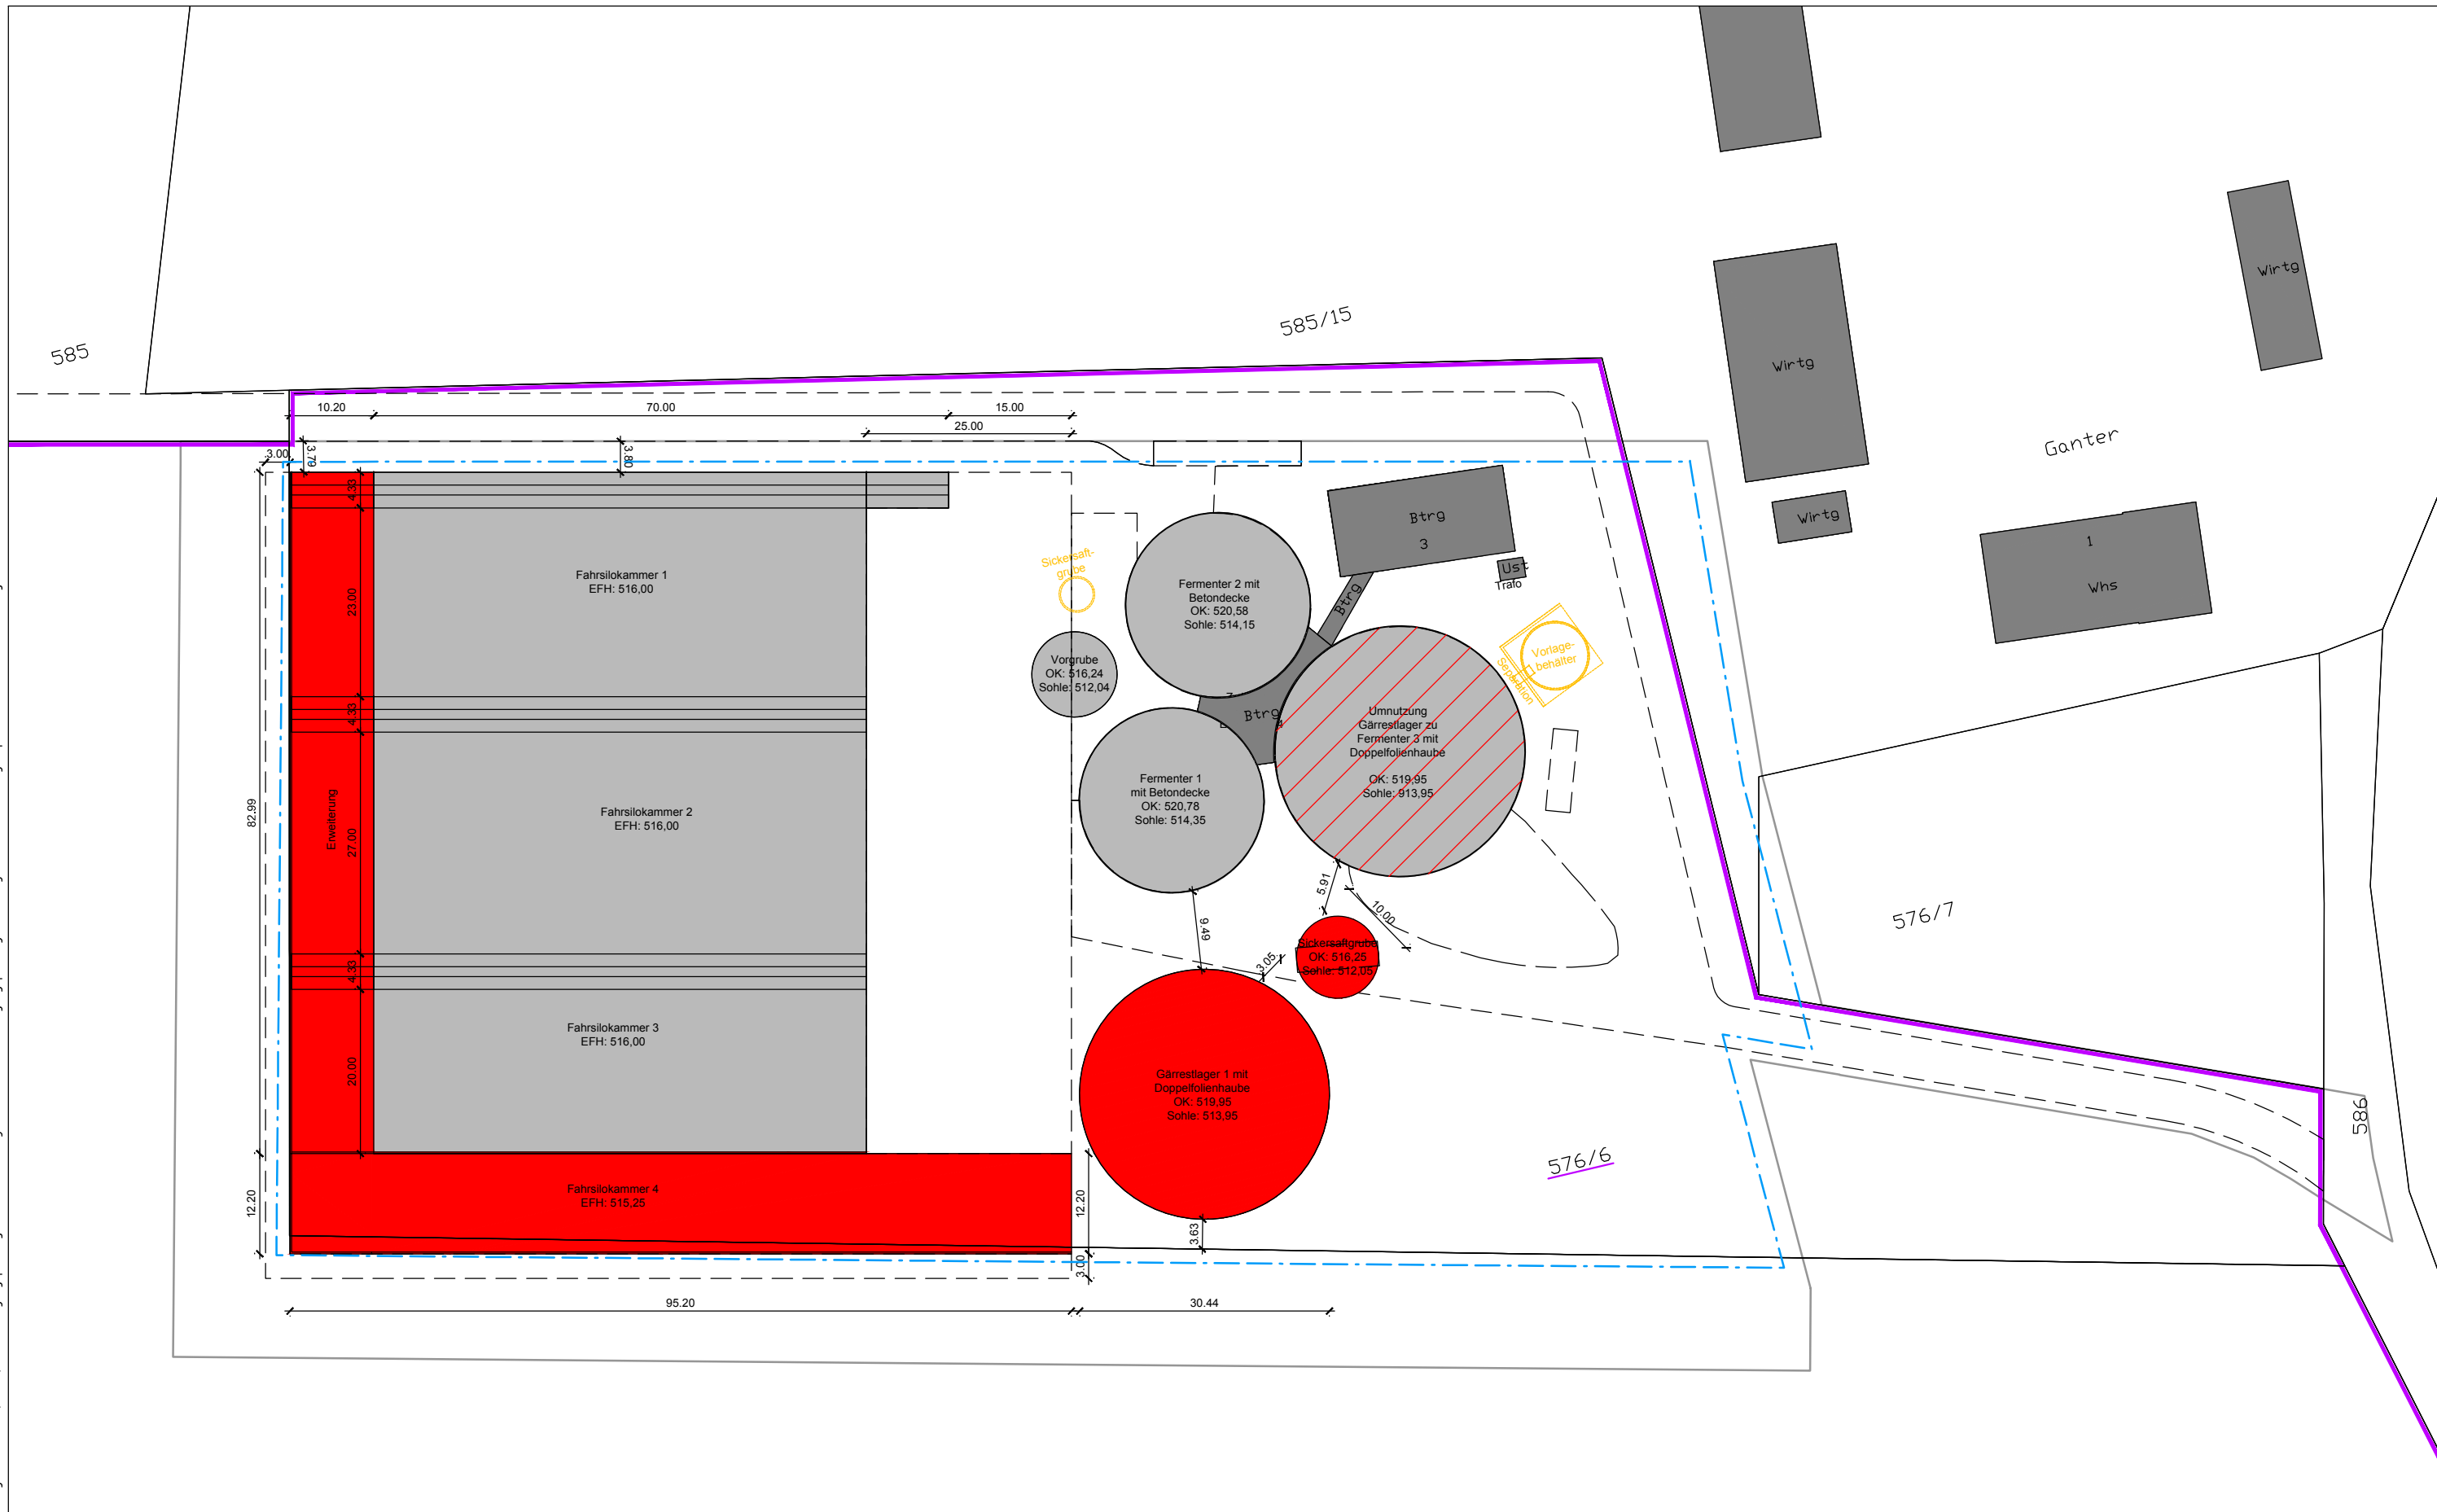 585/15
585
Wirtg
Wirtg
Wirtg
Ganter
1
Whs
576/7
586
576/6
10.20
70.00
15.00
25.00
3.00
3.79
3.80
4.33
23.00
4.33
27.00
4.33
20.00
82.99
12.20
Erweiterung
Fahrsilokammer 1
EFH: 516,00
Fahrsilokammer 2
EFH: 516,00
Fahrsilokammer 3
EFH: 516,00
Fahrsilokammer 4
EFH: 515,25
Sickersaft-
grube
Vorgrube
OK: 516,24
Sohle: 512,04
Fermenter 2 mit
Betondecke
OK: 520,58
Sohle: 514,15
Btrg
3
Ust
Trafo
Btrg
Btrg
Vorlage-
behälter
Separation
Fermenter 1
mit Betondecke
OK: 520,78
Sohle: 514,35
Umnutzung
Gärrestlager zu
Fermenter 3 mit
Doppelfolienhaube
OK: 519,95
Sohle: 913,95
5.91
10.00
9.49
3.05
Sickersaftgrube
OK: 516,25
Sohle: 512,05
Gärrestlager 1 mit
Doppelfolienhaube
OK: 519,95
Sohle: 513,95
12.20
3.63
3.00
95.20
30.44